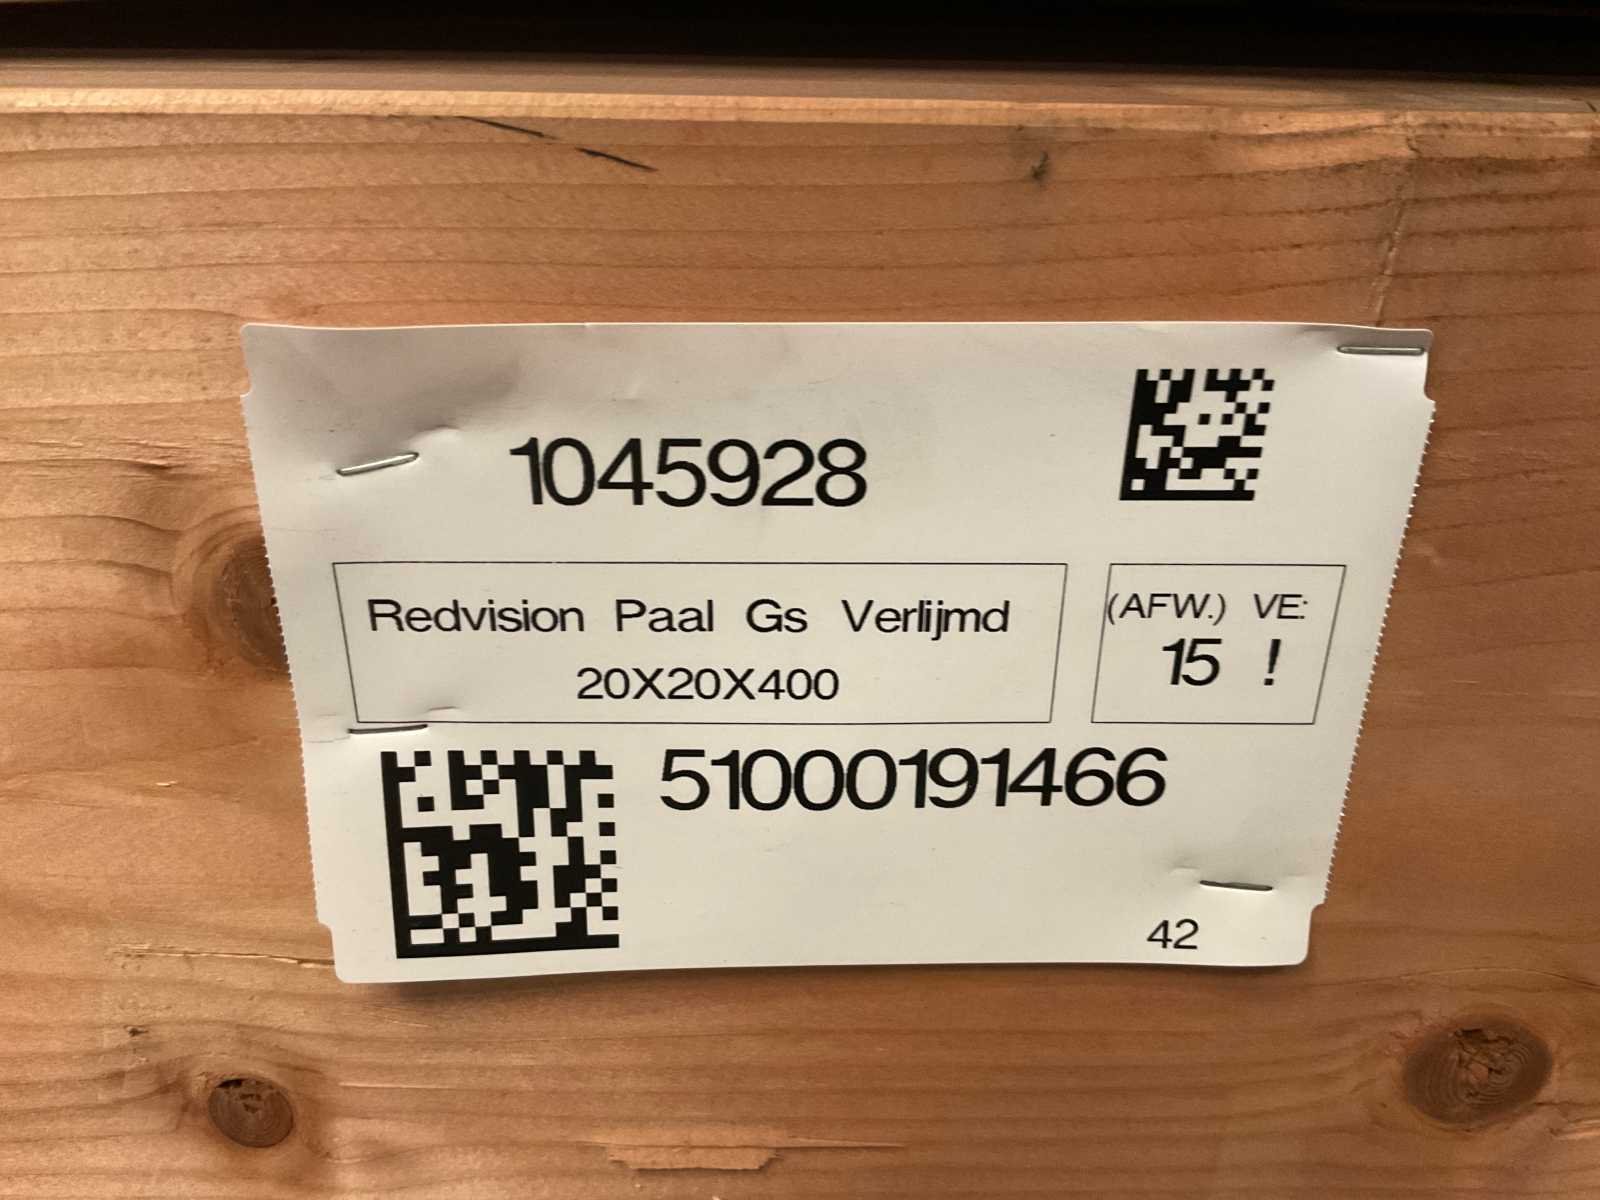 1045928
Redvision Paal Gs Verlijmd
20X20X400
(AFW.) VE:
15 !
51000191466
42